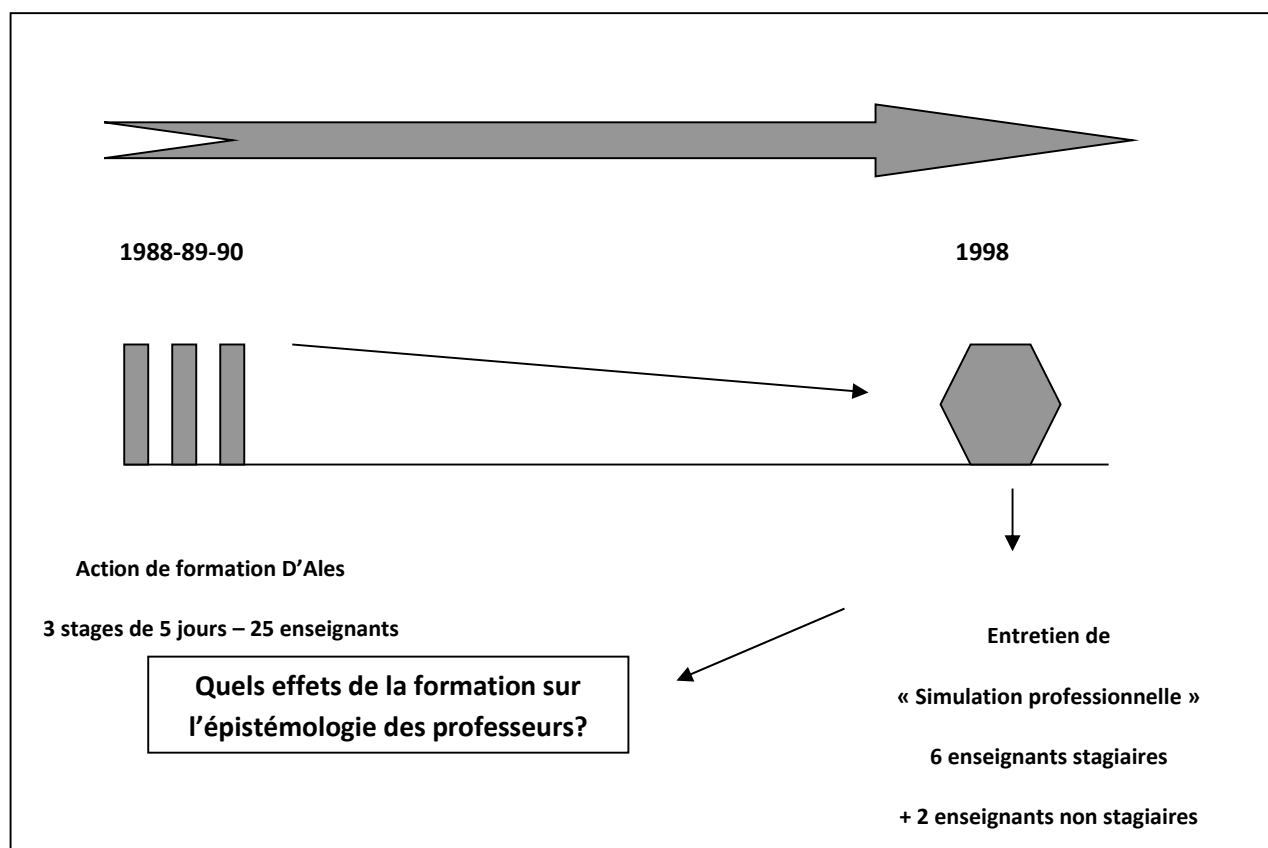 1988-89-90
1998
Action de formation D’Ales
3 stages de 5 jours – 25 enseignants
Quels effets de la formation sur
l’épistémologie des professeurs?
Entretien de
« Simulation professionnelle »
6 enseignants stagiaires
+ 2 enseignants non stagiaires